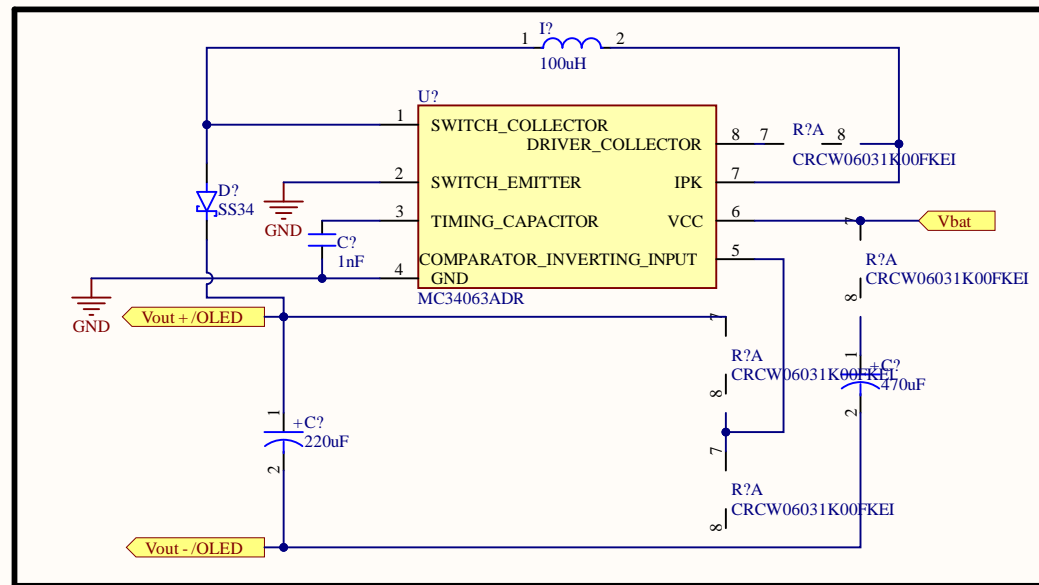 I?
1 2
100uH
U?
1 SWITCH_COLLECTOR
DRIVER_COLLECTOR 8 7 R?A 8
CRCW06031K00FKEI
2 SWITCH_EMITTER IPK 7
D?
SS34
GND
3 TIMING_CAPACITOR VCC 6 Vbat
C?
1nF
7
COMPARATOR_INVERTING_INPUT 5
4 GND
MC34063ADR
R?A
CRCW06031K00FKEI
8
GND
Vout +/OLED
7
R?A
CRCW06031K00FKEI
8
1
+C?
470uF
2
1
+C?
220uF
2
7
R?A
CRCW06031K00FKEI
8
Vout -/OLED